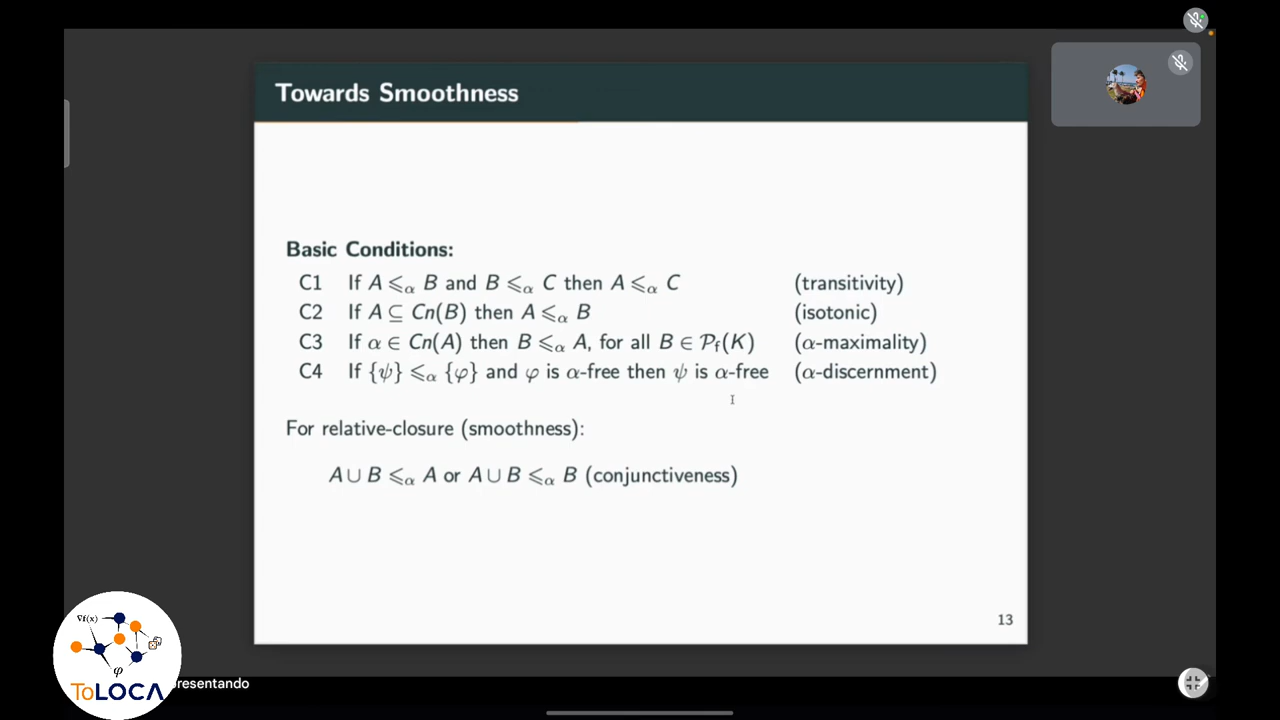 Towards Smoothness
Basic Conditions:
C1 If A ⩽α B and B ⩽α C then A ⩽α C (transitivity)
C2 If A ⊆ Cn(B) then A ⩽α B (isotonic)
C3 If α ∈ Cn(A) then B ⩽α A, for all B ∈ 𝒫f(K) (α-maximality)
C4 If {ψ} ⩽α {φ} and φ is α-free then ψ is α-free (α-discernment)
For relative-closure (smoothness):
A ∪ B ⩽α A or A ∪ B ⩽α B (conjunctiveness)
13
∇f(x)
φ
ToLOCA
presentando